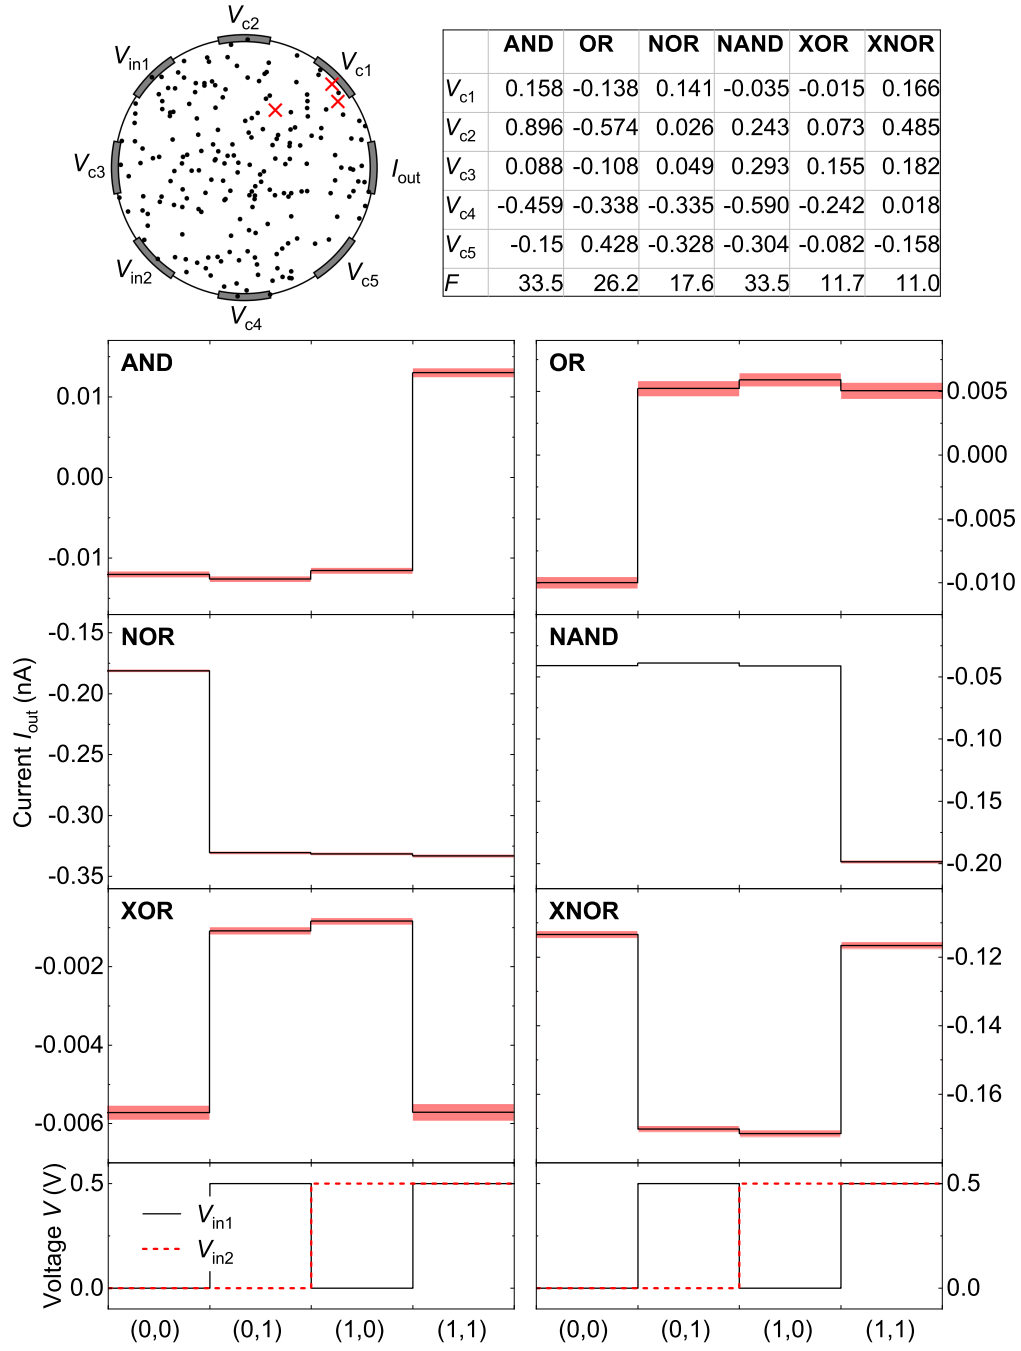 Vc2
Vin1
Vc1
Vc3
Iout
Vin2
Vc5
Vc4
AND OR NOR NAND XOR XNOR
Vc1 0.158 -0.138 0.141 -0.035 -0.015 0.166
Vc2 0.896 -0.574 0.026 0.243 0.073 0.485
Vc3 0.088 -0.108 0.049 0.293 0.155 0.182
Vc4 -0.459 -0.338 -0.335 -0.590 -0.242 0.018
Vc5 -0.15 0.428 -0.328 -0.304 -0.082 -0.158
F 33.5 26.2 17.6 33.5 11.7 11.0
AND
0.01
0.00
-0.01
OR
0.005
0.000
-0.005
-0.010
Current Iout (nA)
NOR
-0.15
-0.20
-0.25
-0.30
-0.35
NAND
-0.05
-0.10
-0.15
-0.20
XOR
-0.002
-0.004
-0.006
XNOR
-0.12
-0.14
-0.16
Voltage V (V)
0.5
0.0
Vin1
Vin2
0.5
0.0
(0,0) (0,1) (1,0) (1,1)
(0,0) (0,1) (1,0) (1,1)